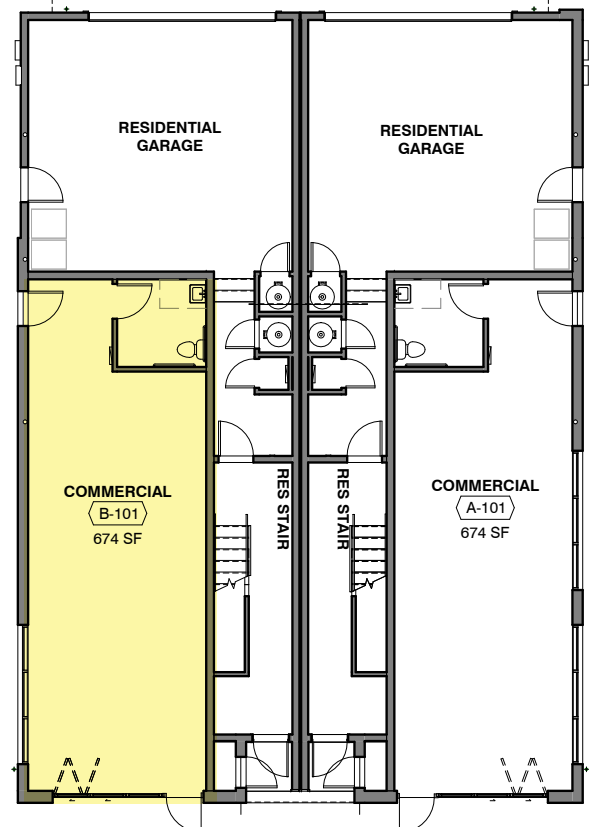 RESIDENTIAL
GARAGE
RESIDENTIAL
GARAGE
COMMERCIAL
B-101
674 SF
RES STAIR
RES STAIR
COMMERCIAL
A-101
674 SF